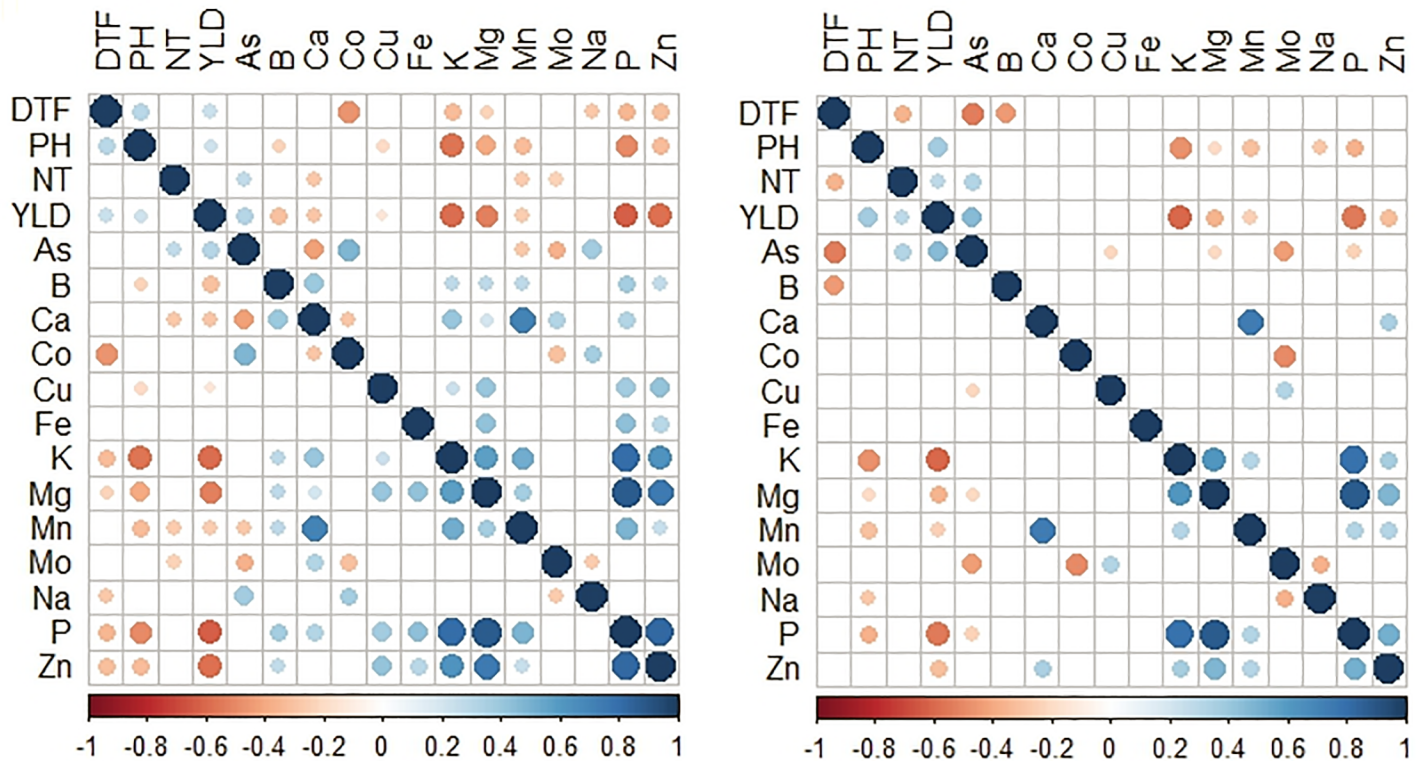 DTF PH NT YLD As B Ca Co Cu Fe K Mg Mn Mo Na P Zn
DTF
PH
NT
YLD
As
B
Ca
Co
Cu
Fe
K
Mg
Mn
Mo
Na
P
Zn
-1 -0.8 -0.6 -0.4 -0.2 0 0.2 0.4 0.6 0.8 1
DTF PH NT YLD As B Ca Co Cu Fe K Mg Mn Mo Na P Zn
DTF
PH
NT
YLD
As
B
Ca
Co
Cu
Fe
K
Mg
Mn
Mo
Na
P
Zn
-1 -0.8 -0.6 -0.4 -0.2 0 0.2 0.4 0.6 0.8 1